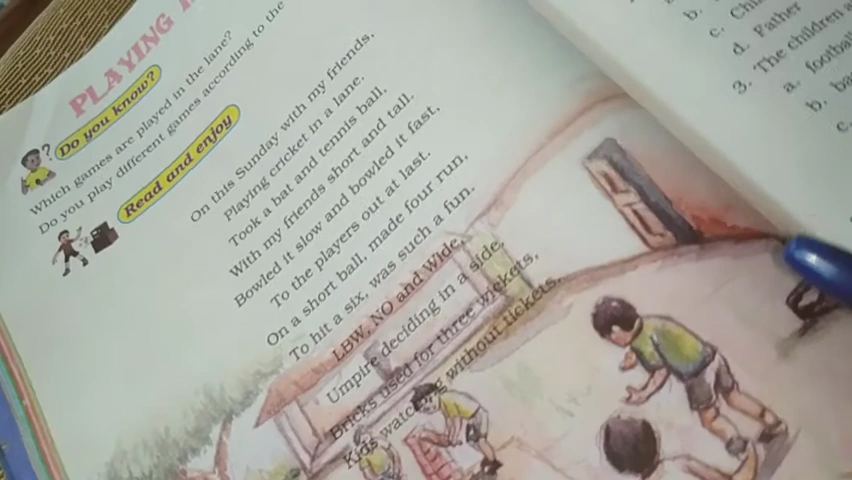 PLAYING
Do you know?
Which games are played in the lane?
Do you play different games according to the
Read and enjoy
On this Sunday with my friends,
Playing cricket in a lane.
Took a bat and tennis ball,
With my friends short and tall.
Bowled it slow and bowled it fast,
To the players out at last.
On a short ball, made four run,
To hit a six, was such a fun.
LBW, NO and Wide,
Umpire deciding in a side,
Bricks used for three wickets,
Kids watching without tickets.
b.
c.
d. Father
3. The children
a. football
b.
c.